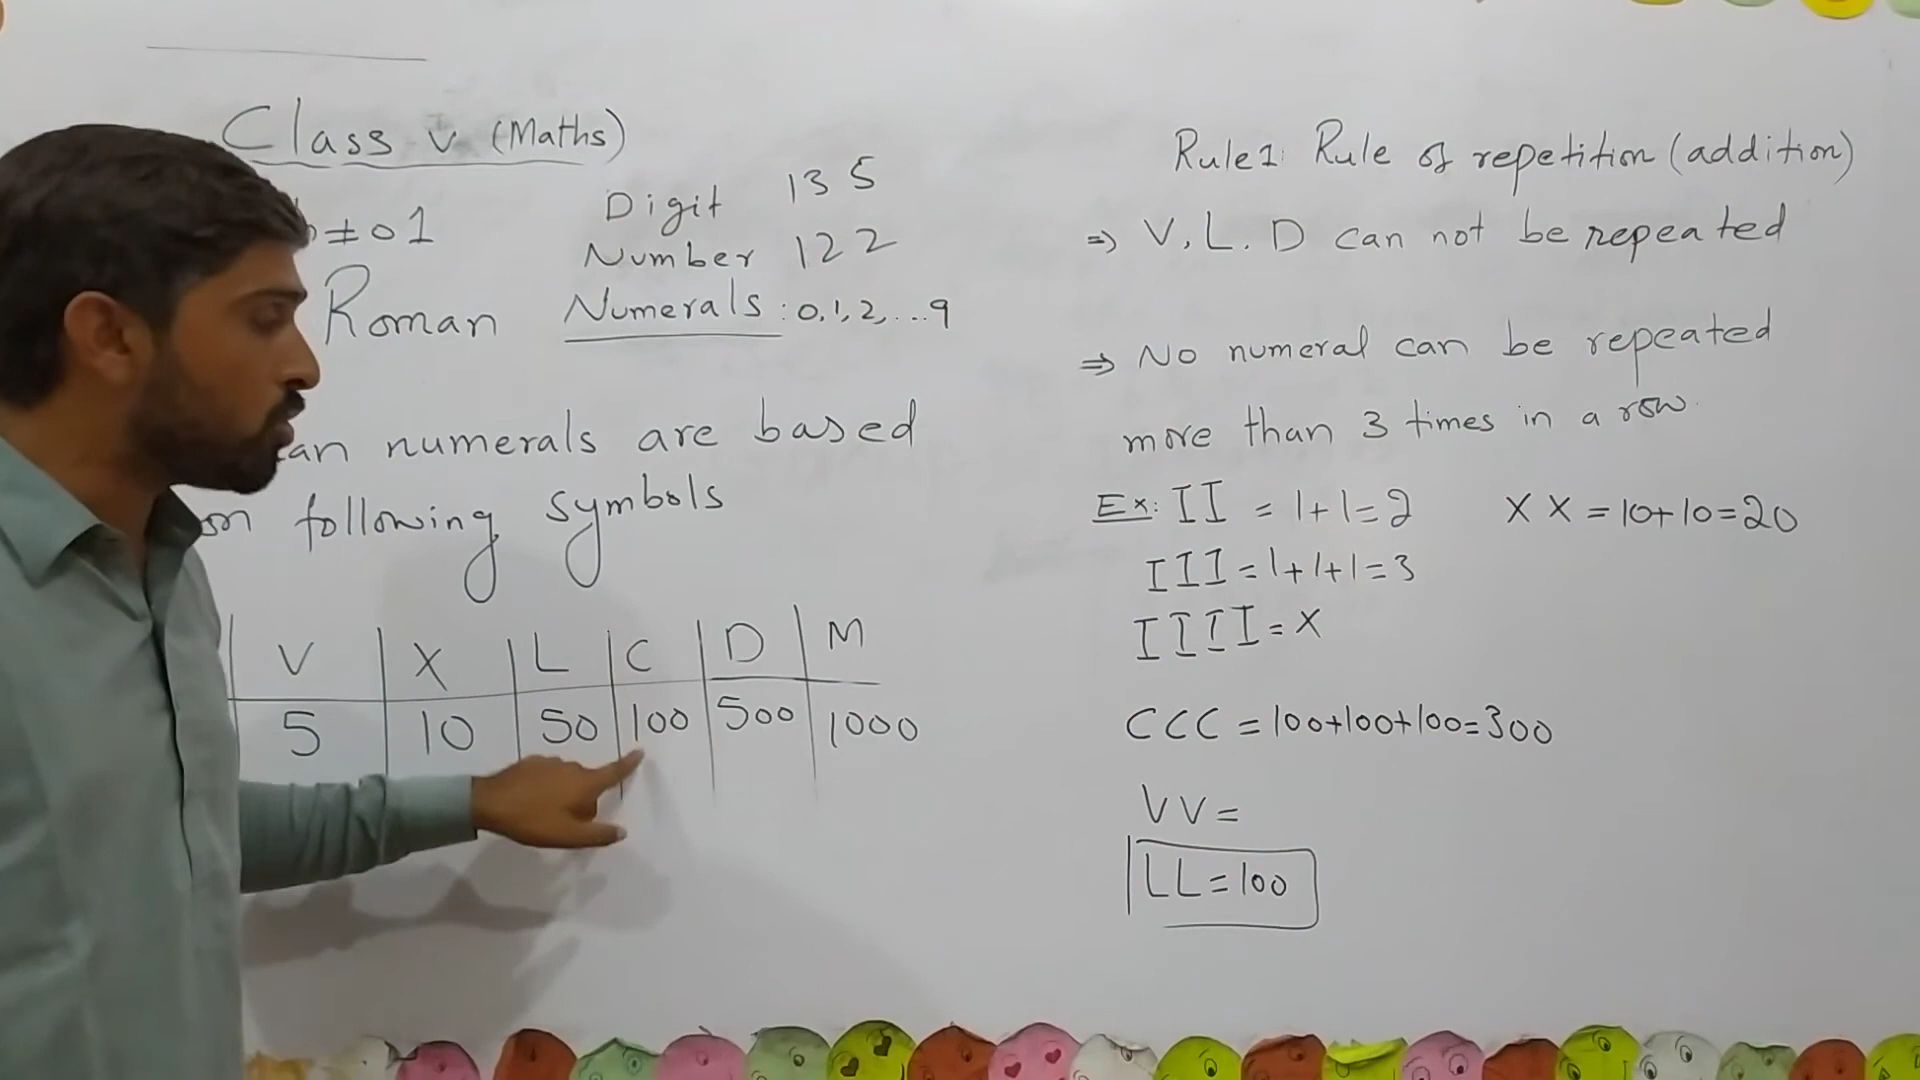 Class V (Maths)
01
Roman
Digit 135
Number 122
Numerals : 0,1,2,...9
numerals are based
on following symbols
V X L C D M
5 10 50 100 500 1000
Rule 1: Rule of repetition (addition)
⇒ V, L, D can not be repeated
⇒ No numeral can be repeated
more than 3 times in a row.
Ex: II = 1+1=2 XX = 10+10=20
III = 1+1+1=3
IIII = X
CCC = 100+100+100=300
VV =
LL = 100